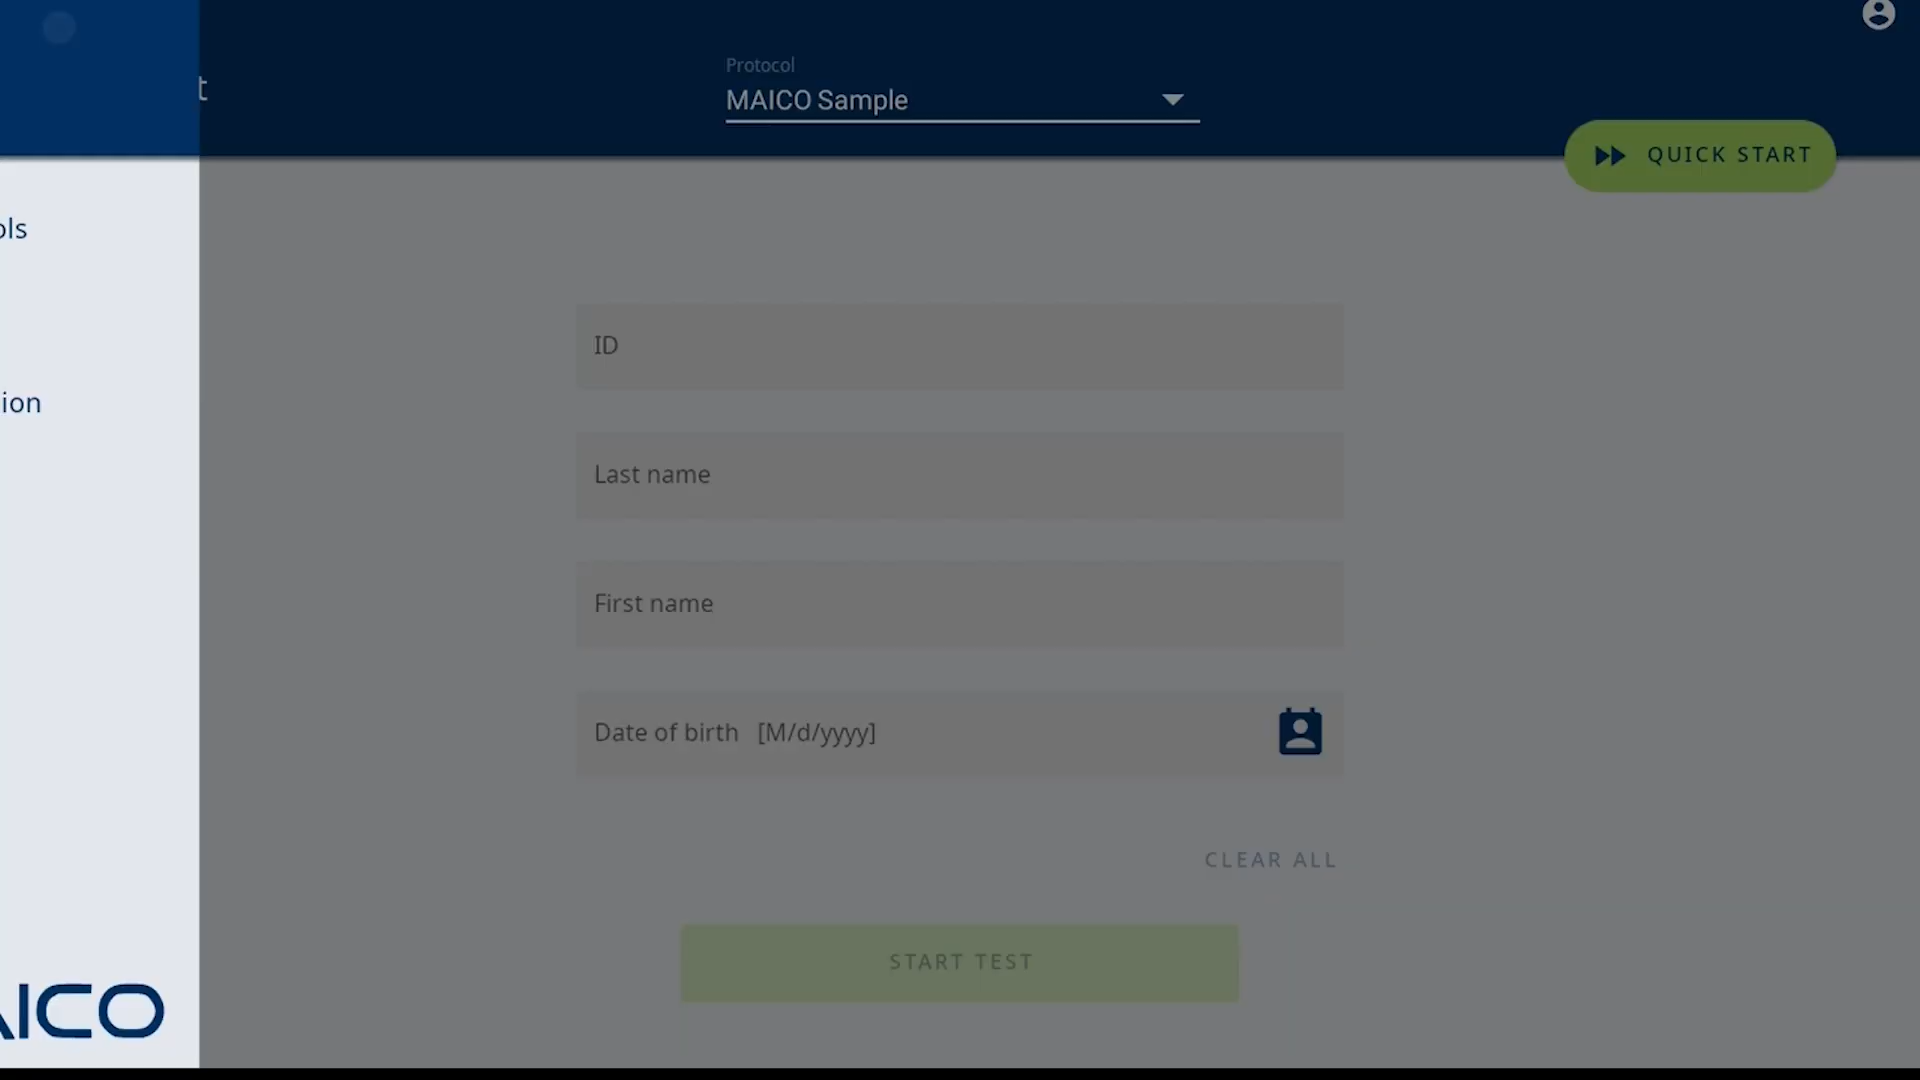 t
Protocol
MAICO Sample
QUICK START
ols
ID
ion
Last name
First name
Date of birth [M/d/yyyy]
CLEAR ALL
START TEST
AICO